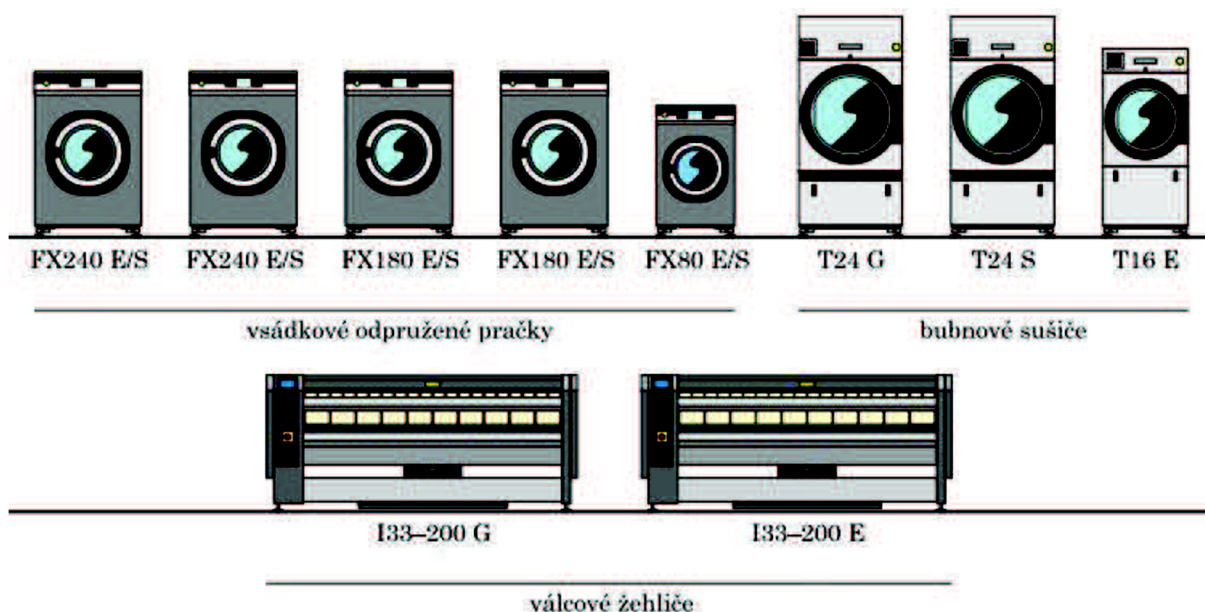 FX240 E/S FX240 E/S FX180 E/S FX180 E/S FX80 E/S T24 G T24 S T16 E
vsádkové odpružené pračky bubnové sušiče
I33–200 G I33–200 E
válcové žehliče